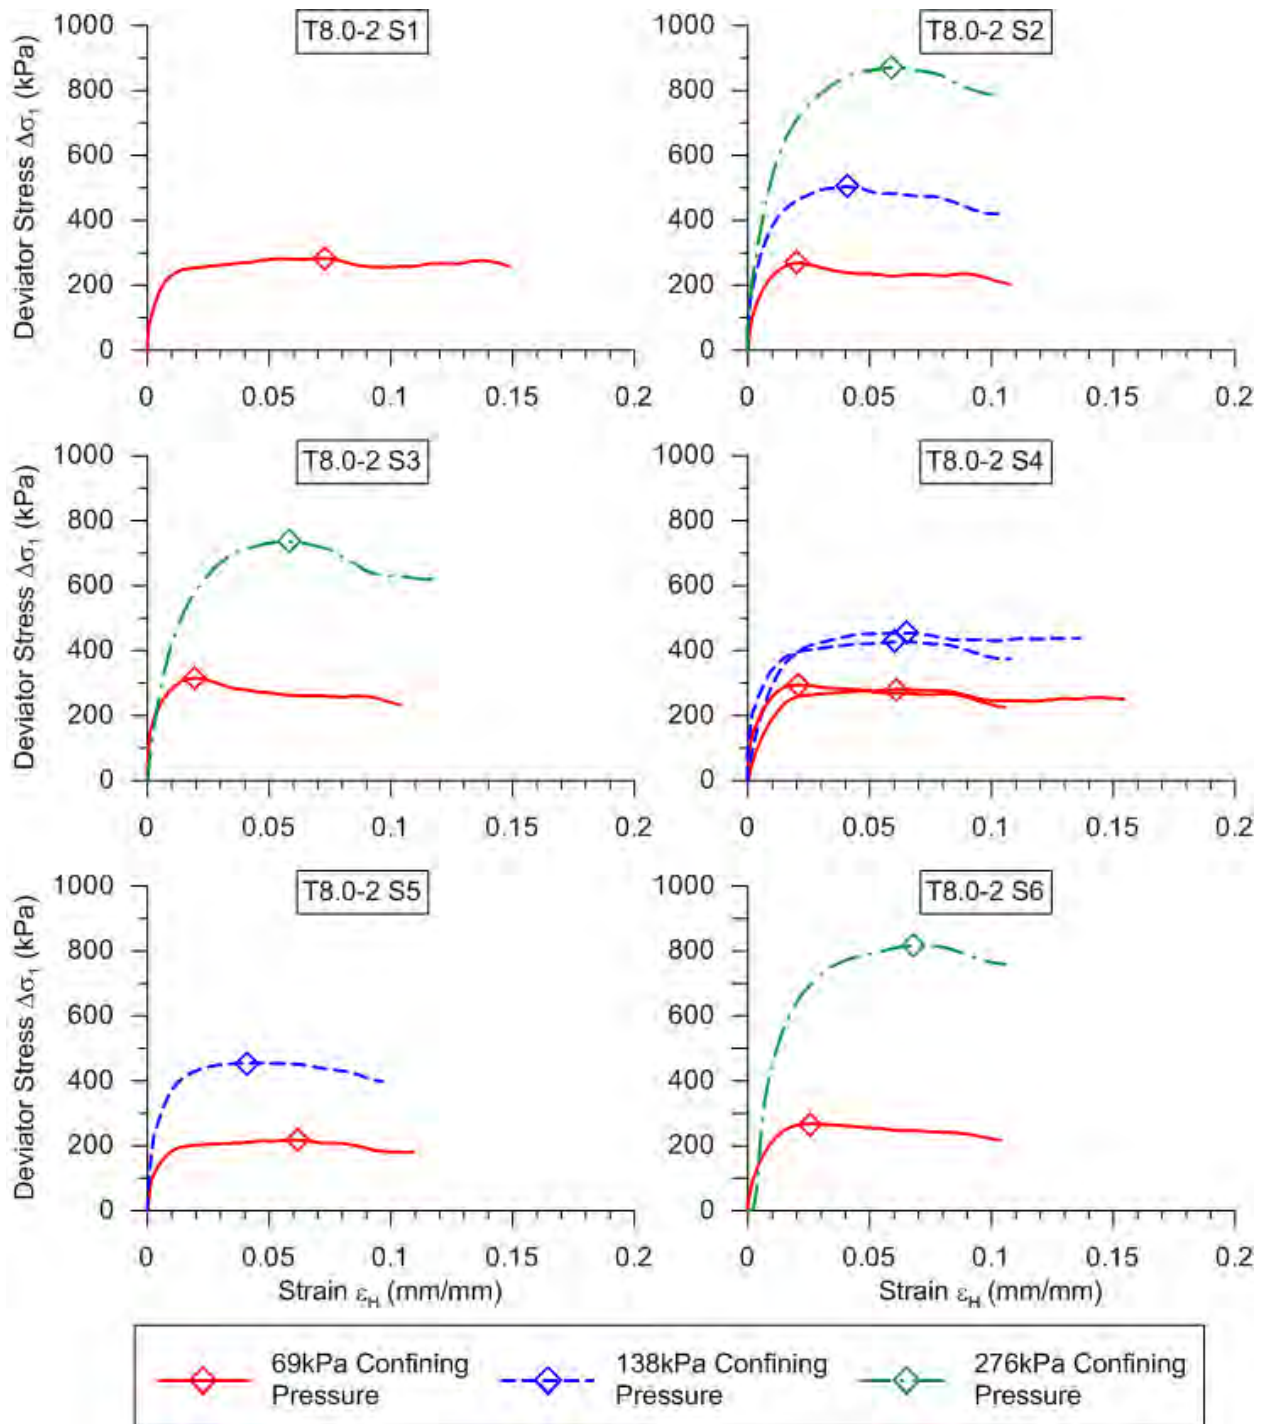 T8.0-2 S1
T8.0-2 S2
Deviator Stress Δσ₁ (kPa)
1000
800
600
400
200
0
0 0.05 0.1 0.15 0.2
1000
800
600
400
200
0
0 0.05 0.1 0.15 0.2
T8.0-2 S3
T8.0-2 S4
Deviator Stress Δσ₁ (kPa)
1000
800
600
400
200
0
0 0.05 0.1 0.15 0.2
1000
800
600
400
200
0
0 0.05 0.1 0.15 0.2
T8.0-2 S5
T8.0-2 S6
Deviator Stress Δσ₁ (kPa)
1000
800
600
400
200
0
0 0.05 0.1 0.15 0.2
Strain ε_H (mm/mm)
1000
800
600
400
200
0
0 0.05 0.1 0.15 0.2
Strain ε_H (mm/mm)
69kPa Confining
Pressure
138kPa Confining
Pressure
276kPa Confining
Pressure